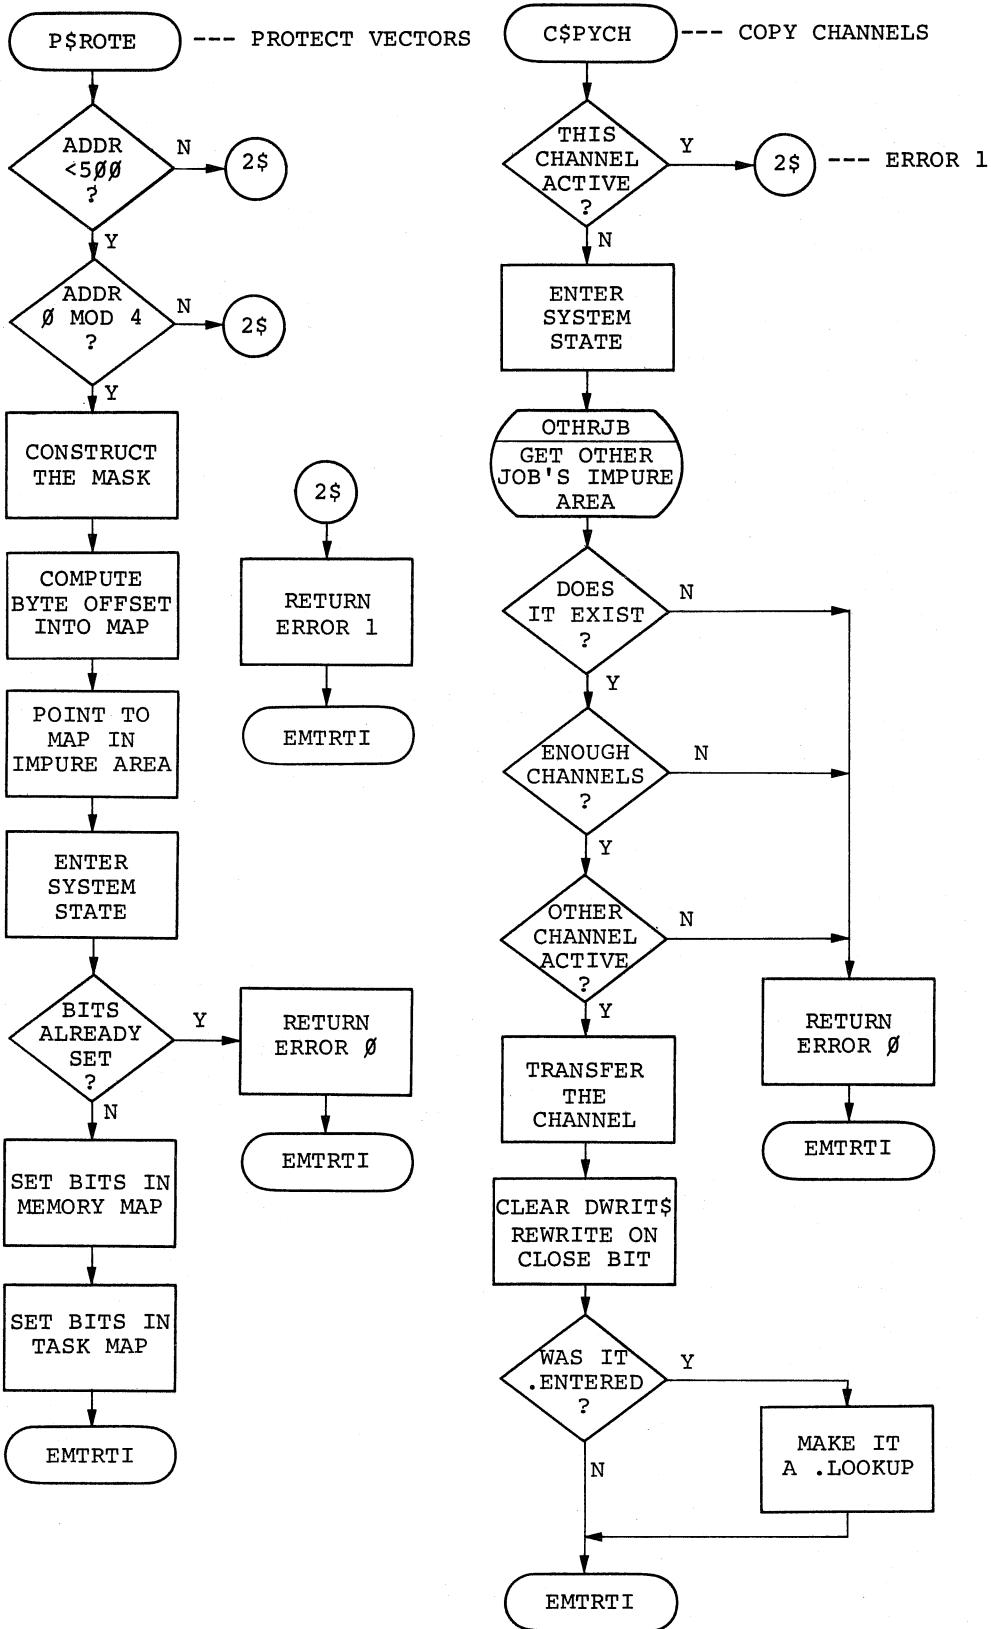 P$ROTE --- PROTECT VECTORS
ADDR
<5ØØ
?
N
2$
Y
ADDR
Ø MOD 4
?
N
2$
Y
CONSTRUCT
THE MASK
COMPUTE
BYTE OFFSET
INTO MAP
POINT TO
MAP IN
IMPURE AREA
ENTER
SYSTEM
STATE
BITS
ALREADY
SET
?
Y
RETURN
ERROR Ø
EMTRTI
N
SET BITS IN
MEMORY MAP
SET BITS IN
TASK MAP
EMTRTI
2$
RETURN
ERROR 1
EMTRTI
C$PYCH --- COPY CHANNELS
THIS
CHANNEL
ACTIVE
?
Y
2$ --- ERROR 1
N
ENTER
SYSTEM
STATE
OTHRJB
GET OTHER
JOB'S IMPURE
AREA
DOES
IT EXIST
?
N
Y
ENOUGH
CHANNELS
?
N
Y
OTHER
CHANNEL
ACTIVE
?
N
Y
RETURN
ERROR Ø
EMTRTI
TRANSFER
THE
CHANNEL
CLEAR DWRIT$
REWRITE ON
CLOSE BIT
WAS IT
.ENTERED
?
Y
MAKE IT
A .LOOKUP
N
EMTRTI